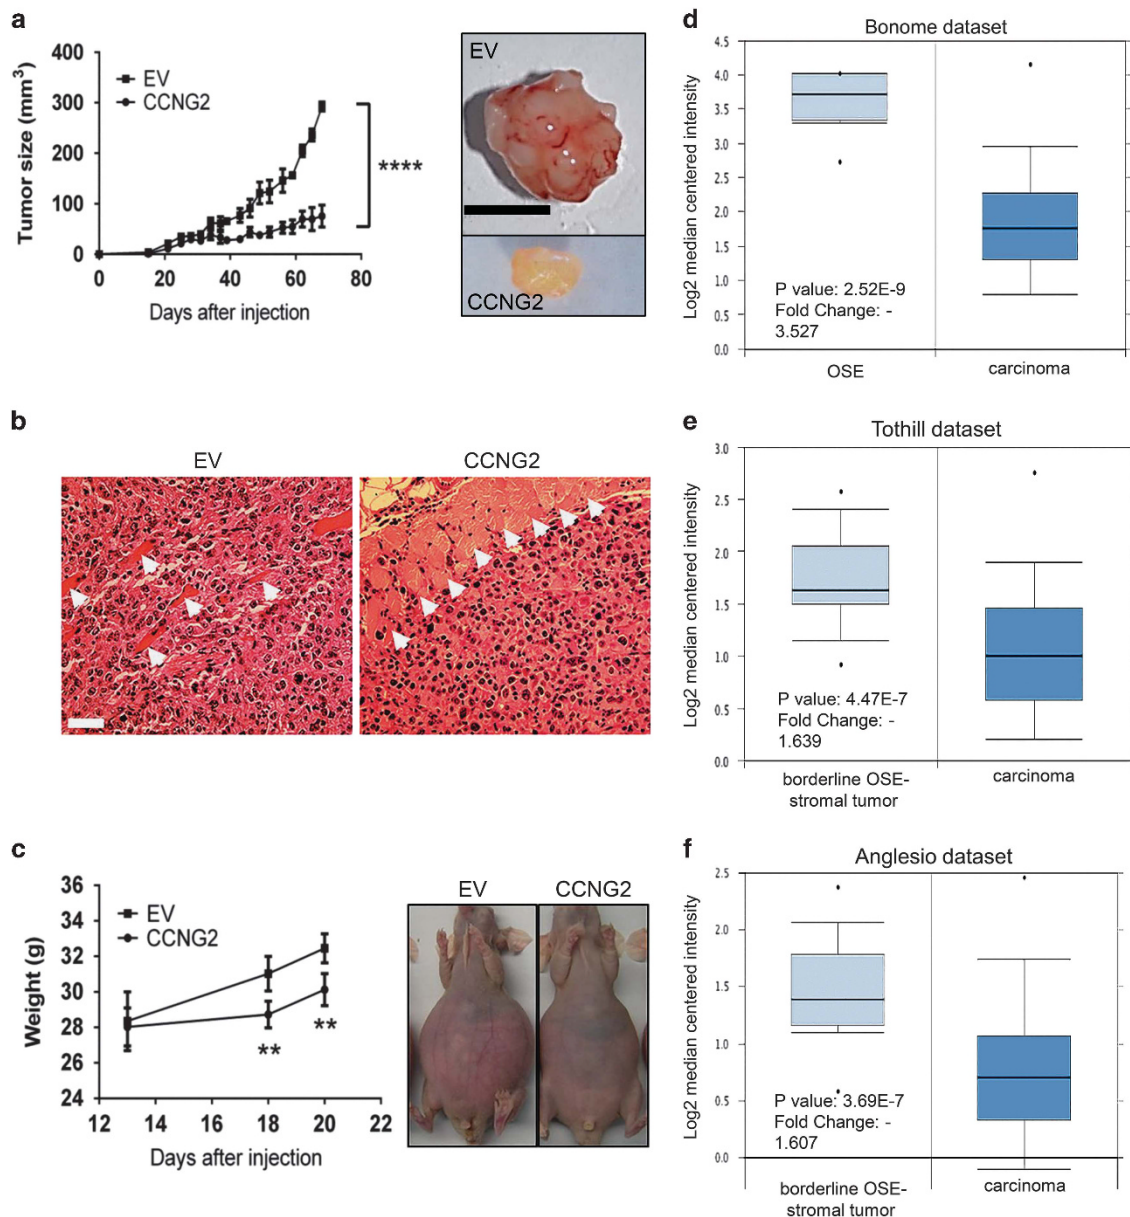 a
400
300
200
100
0
Tumor size (mm³)
EV
CCNG2
****
0
20
40
60
80
Days after injection
EV
CCNG2
b
EV
CCNG2
c
36
34
32
30
28
26
24
Weight (g)
EV
CCNG2
**
**
12
14
16
18
20
22
Days after injection
EV
CCNG2
d
Bonome dataset
4.5
4.0
3.5
3.0
2.5
2.0
1.5
1.0
0.5
0.0
Log2 median centered intensity
P value: 2.52E-9
Fold Change: -
3.527
OSE
carcinoma
e
Tothill dataset
3.0
2.5
2.0
1.5
1.0
0.5
0.0
Log2 median centered intensity
P value: 4.47E-7
Fold Change: -
1.639
borderline OSE-
stromal tumor
carcinoma
f
Anglesio dataset
2.5
2.0
1.5
1.0
0.5
0.0
Log2 median centered intensity
P value: 3.69E-7
Fold Change: -
1.607
borderline OSE-
stromal tumor
carcinoma